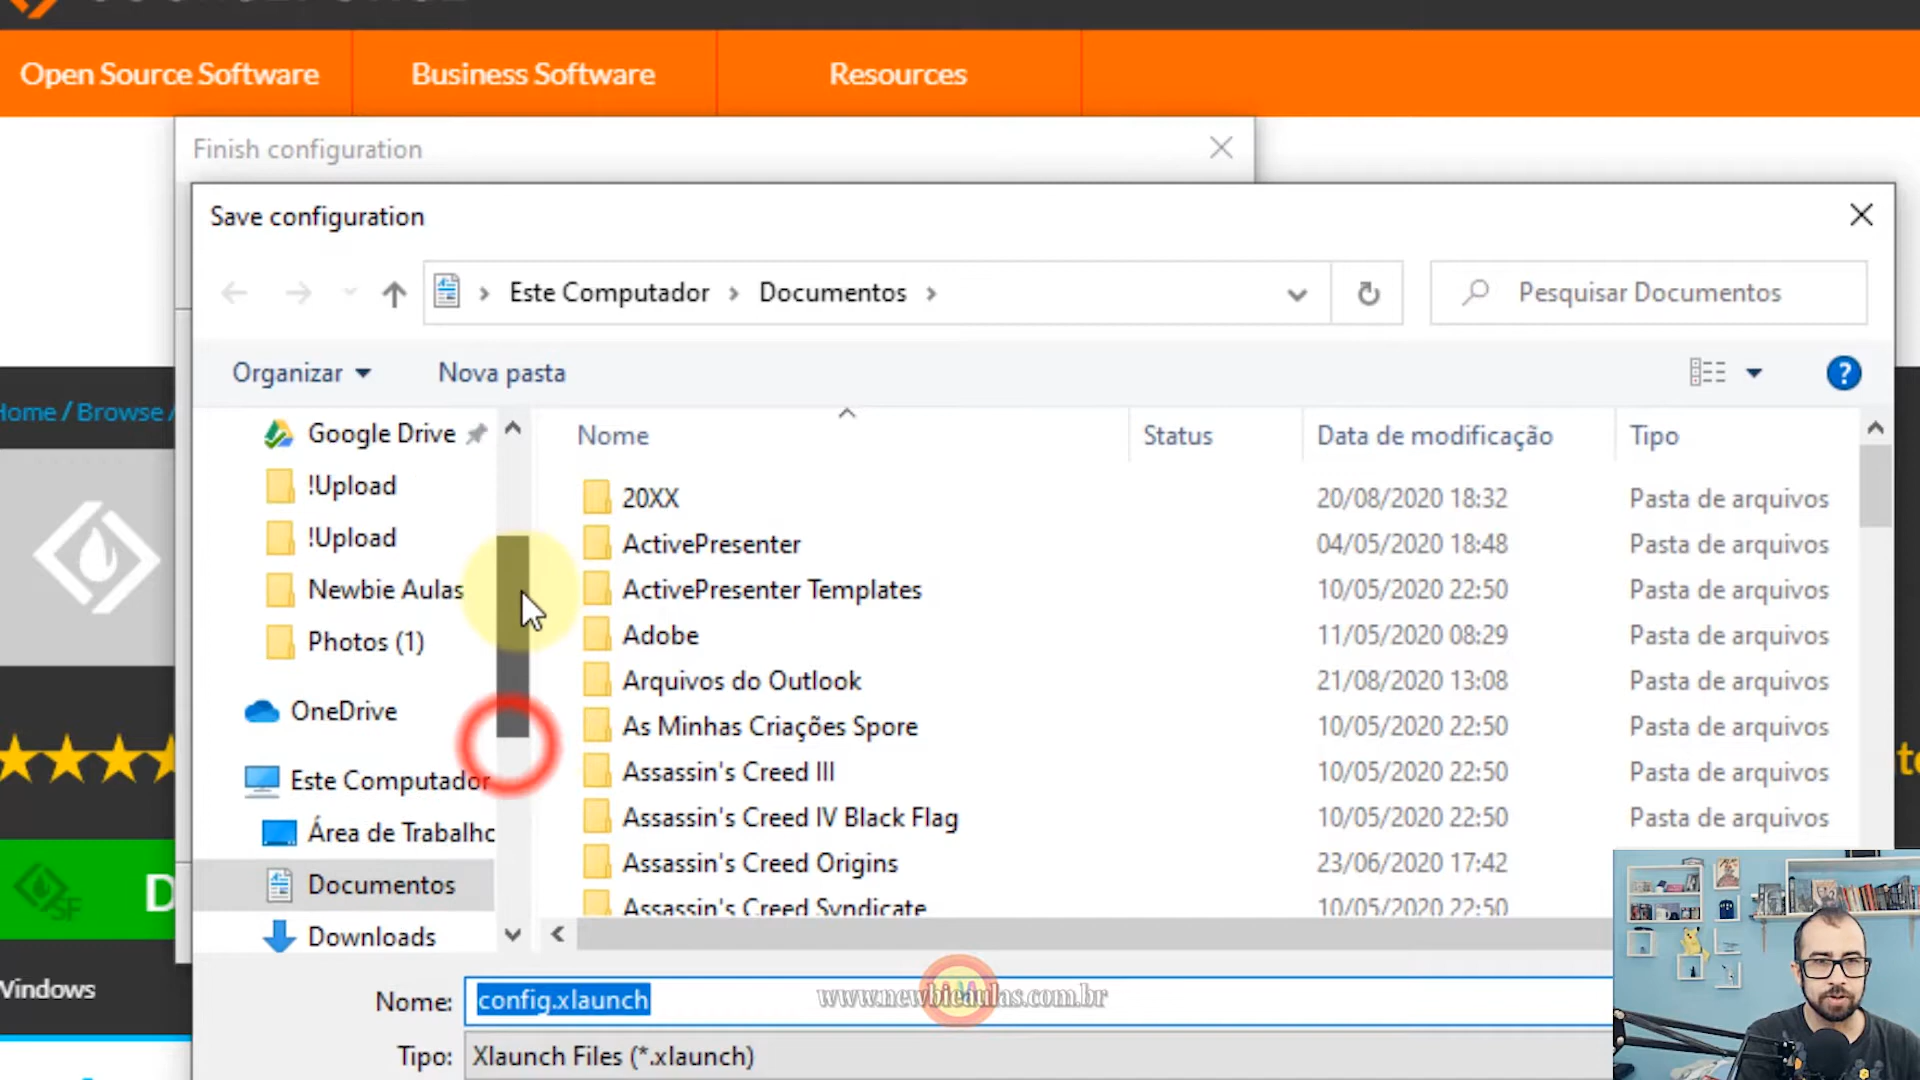 Open Source Software
Business Software
Resources
Finish configuration
Save configuration
Este Computador
Documentos
Pesquisar Documentos
Organizar
Nova pasta
Home / Browse /
Google Drive
!Upload
!Upload
Newbie Aulas
Photos (1)
OneDrive
Este Computador
Área de Trabalho
Documentos
Downloads
Nome Status Data de modificação Tipo
20XX 20/08/2020 18:32 Pasta de arquivos
ActivePresenter 04/05/2020 18:48 Pasta de arquivos
ActivePresenter Templates 10/05/2020 22:50 Pasta de arquivos
Adobe 11/05/2020 08:29 Pasta de arquivos
Arquivos do Outlook 21/08/2020 13:08 Pasta de arquivos
As Minhas Criações Spore 10/05/2020 22:50 Pasta de arquivos
Assassin's Creed III 10/05/2020 22:50 Pasta de arquivos
Assassin's Creed IV Black Flag 10/05/2020 22:50 Pasta de arquivos
Assassin's Creed Origins 23/06/2020 17:42 Pasta de arquivos
Assassin's Creed Syndicate 10/05/2020 22:50
SF
D
Windows
Nome: config.xlaunch
www.newbieaulas.com.br
Tipo: Xlaunch Files (*.xlaunch)